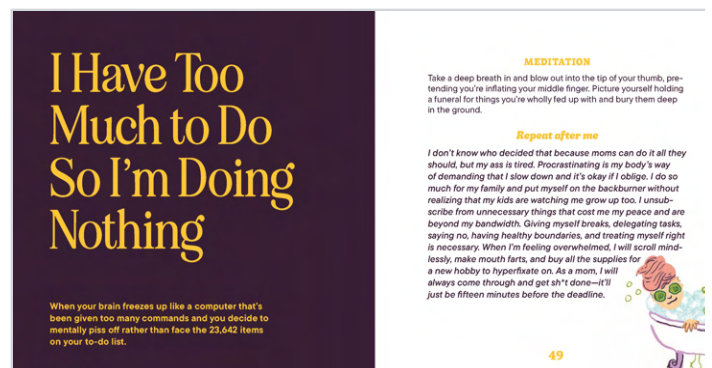 I Have Too
Much to Do
So I'm Doing
Nothing
When your brain freezes up like a computer that's
been given too many commands and you decide to
mentally piss off rather than face the 23,642 items
on your to-do list.
MEDITATION
Take a deep breath in and blow out into the tip of your thumb, pre-
tending you're inflating your middle finger. Picture yourself holding
a funeral for things you're wholly fed up with and bury them deep
in the ground.
Repeat after me
I don't know who decided that because moms can do it all they
should, but my ass is tired. Procrastinating is my body's way
of demanding that I slow down and it's okay if I oblige. I do so
much for my family and put myself on the backburner without
realizing that my kids are watching me grow up too. I unsub-
scribe from unnecessary things that cost me my peace and are
beyond my bandwidth. Giving myself breaks, delegating tasks,
saying no, having healthy boundaries, and treating myself right
is necessary. When I'm feeling overwhelmed, I will scroll mind-
lessly, make mouth farts, and buy all the supplies for
a new hobby to hyperfixate on. As a mom, I will
always come through and get sh*t done—it'll
just be fifteen minutes before the deadline.
49